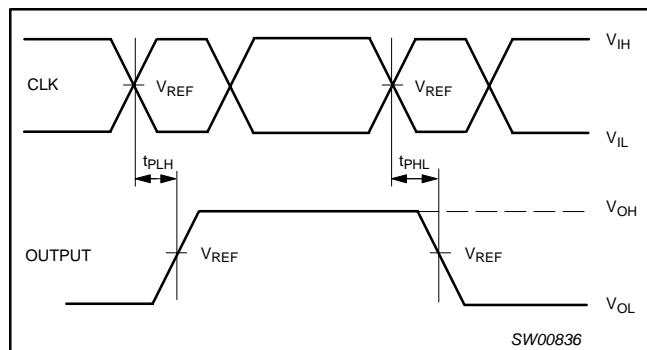 V_IH
CLK
V_REF V_REF
V_IL
t_PLH t_PHL
V_OH
OUTPUT V_REF V_REF
V_OL
SW00836